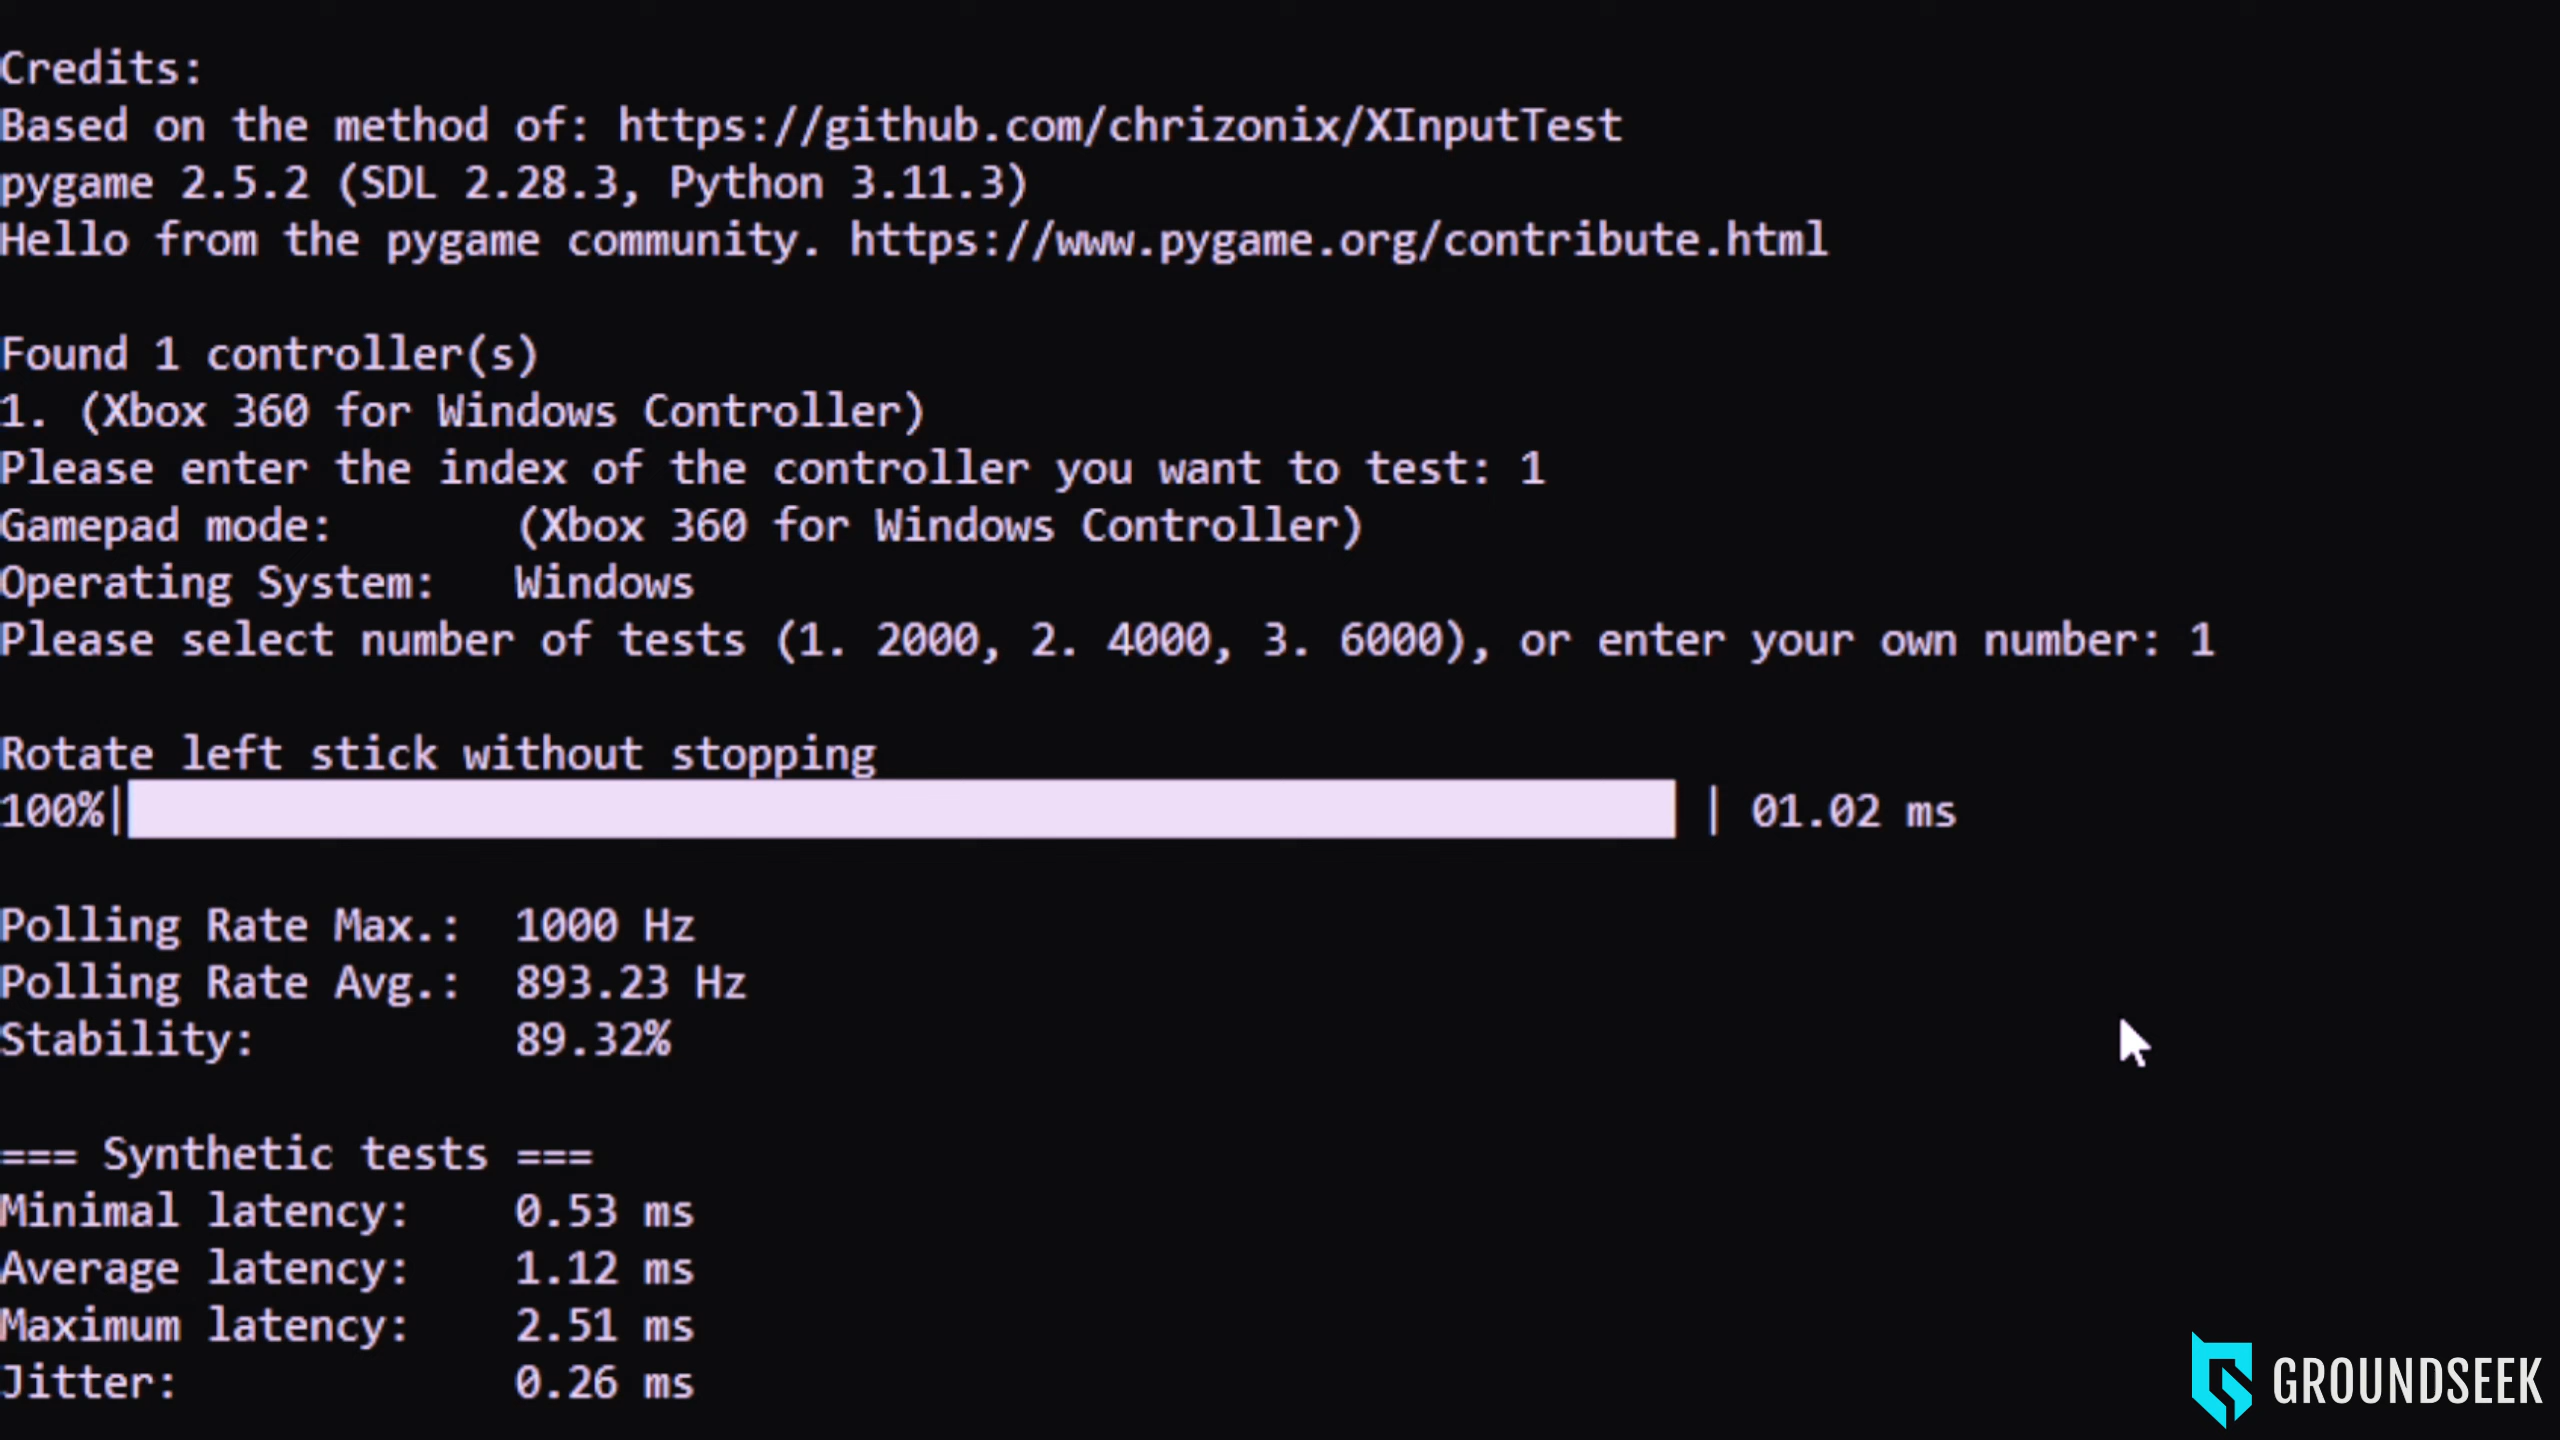 Credits:
Based on the method of: https://github.com/chrizonix/XInputTest
pygame 2.5.2 (SDL 2.28.3, Python 3.11.3)
Hello from the pygame community. https://www.pygame.org/contribute.html
Found 1 controller(s)
1. (Xbox 360 for Windows Controller)
Please enter the index of the controller you want to test: 1
Gamepad mode: (Xbox 360 for Windows Controller)
Operating System: Windows
Please select number of tests (1. 2000, 2. 4000, 3. 6000), or enter your own number: 1
Rotate left stick without stopping
100%| | 01.02 ms
Polling Rate Max.: 1000 Hz
Polling Rate Avg.: 893.23 Hz
Stability: 89.32%
=== Synthetic tests ===
Minimal latency: 0.53 ms
Average latency: 1.12 ms
Maximum latency: 2.51 ms
Jitter: 0.26 ms
GROUNDSEEK